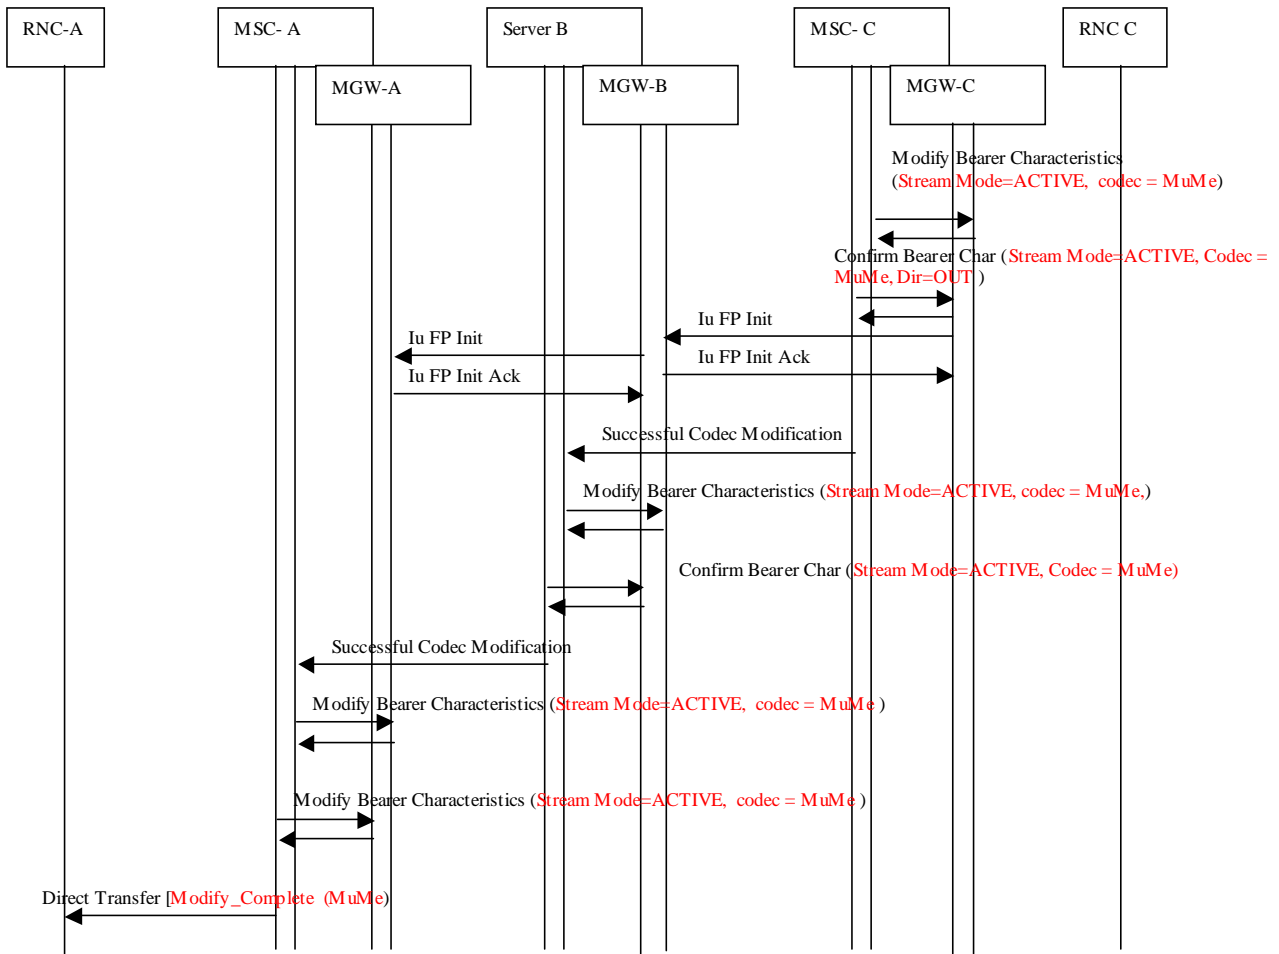 RNC-A
MSC- A
Server B
MSC- C
RNC C
MGW-A
MGW-B
MGW-C
Modify Bearer Characteristics
(Stream Mode=ACTIVE, codec = MuMe)
Confirm Bearer Char (Stream Mode=ACTIVE, Codec =
MuMe, Dir=OUT )
Iu FP Init
Iu FP Init
Iu FP Init Ack
Iu FP Init Ack
Successful Codec Modification
Modify Bearer Characteristics (Stream Mode=ACTIVE, codec = MuMe,)
Confirm Bearer Char (Stream Mode=ACTIVE, Codec = MuMe)
Successful Codec Modification
Modify Bearer Characteristics (Stream Mode=ACTIVE, codec = MuMe )
Modify Bearer Characteristics (Stream Mode=ACTIVE, codec = MuMe )
Direct Transfer [Modify_Complete (MuMe)